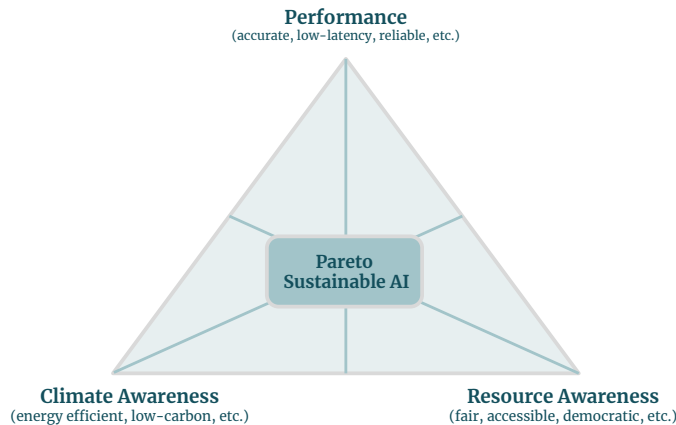 Performance
(accurate, low-latency, reliable, etc.)
Pareto
Sustainable AI
Climate Awareness
(energy efficient, low-carbon, etc.)
Resource Awareness
(fair, accessible, democratic, etc.)